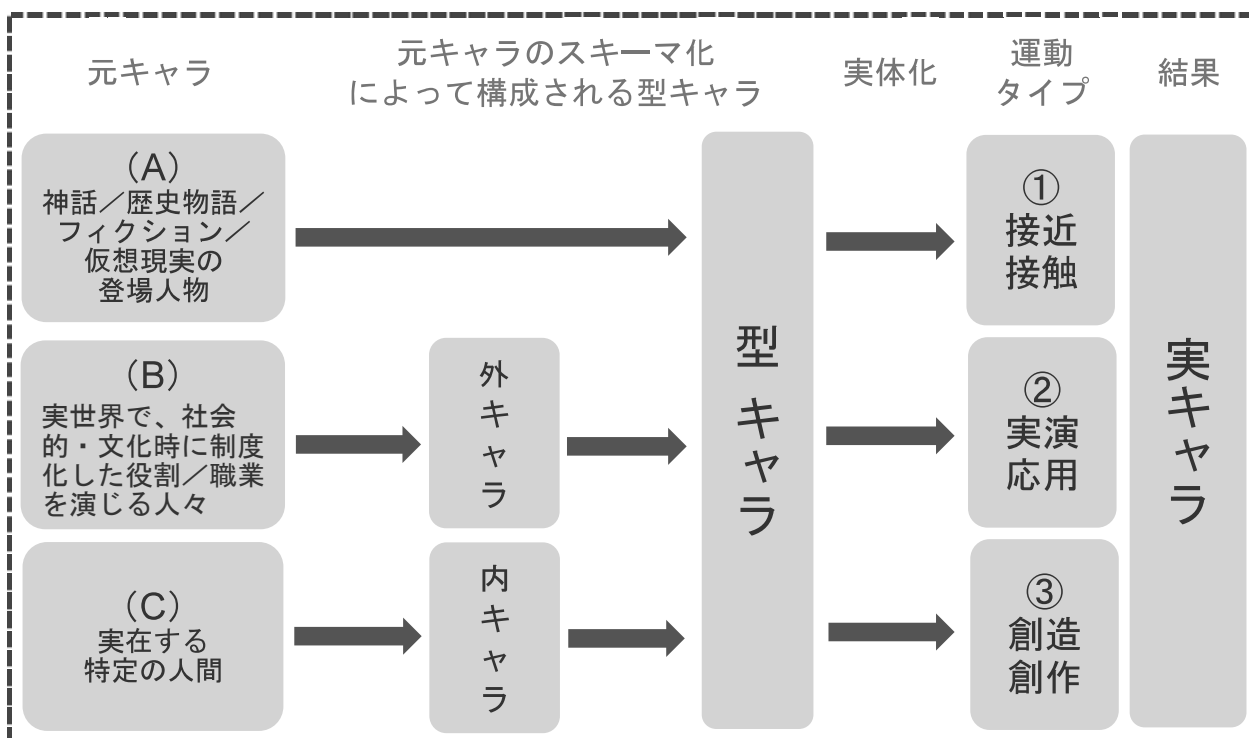 元キャラ
元キャラのスキーマ化
によって構成される型キャラ
実体化
運動
タイプ
結果
（A）
神話／歴史物語／
フィクション／
仮想現実の
登場人物
（B）
実世界で、社会
的・文化時に制度
化した役割／職業
を演じる人々
（C）
実在する
特定の人間
外キャラ
内キャラ
型キャラ
①
接近
接触
②
実演
応用
③
創造
創作
実キャラ